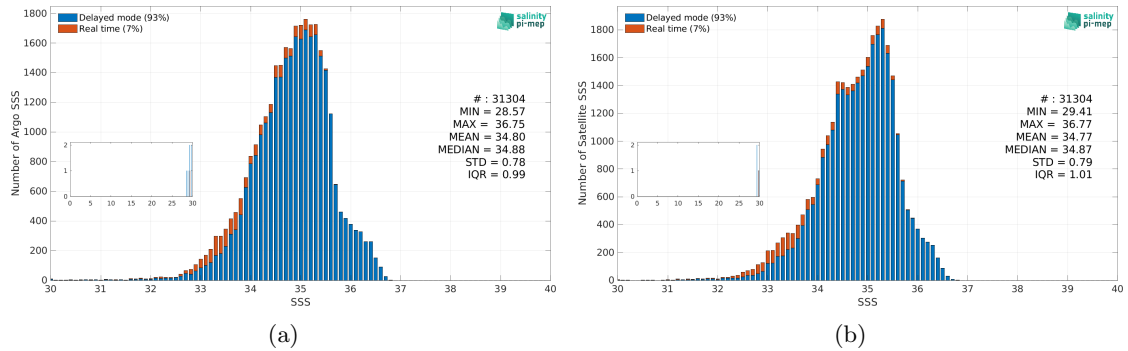 Delayed mode (93%)
Real time (7%)
salinity
pi-mep
Number of Argo SSS
1800
1600
1400
1200
1000
800
600
400
200
0
# : 31304
MIN = 28.57
MAX = 36.75
MEAN = 34.80
MEDIAN = 34.88
STD = 0.78
IQR = 0.99
2
1
0
0 5 10 15 20 25 30
30 31 32 33 34 35 36 37 38 39 40
SSS
(a)
Delayed mode (93%)
Real time (7%)
salinity
pi-mep
Number of Satellite SSS
1800
1600
1400
1200
1000
800
600
400
200
0
# : 31304
MIN = 29.41
MAX = 36.77
MEAN = 34.77
MEDIAN = 34.87
STD = 0.79
IQR = 1.01
2
1
0
0 5 10 15 20 25 30
30 31 32 33 34 35 36 37 38 39 40
SSS
(b)